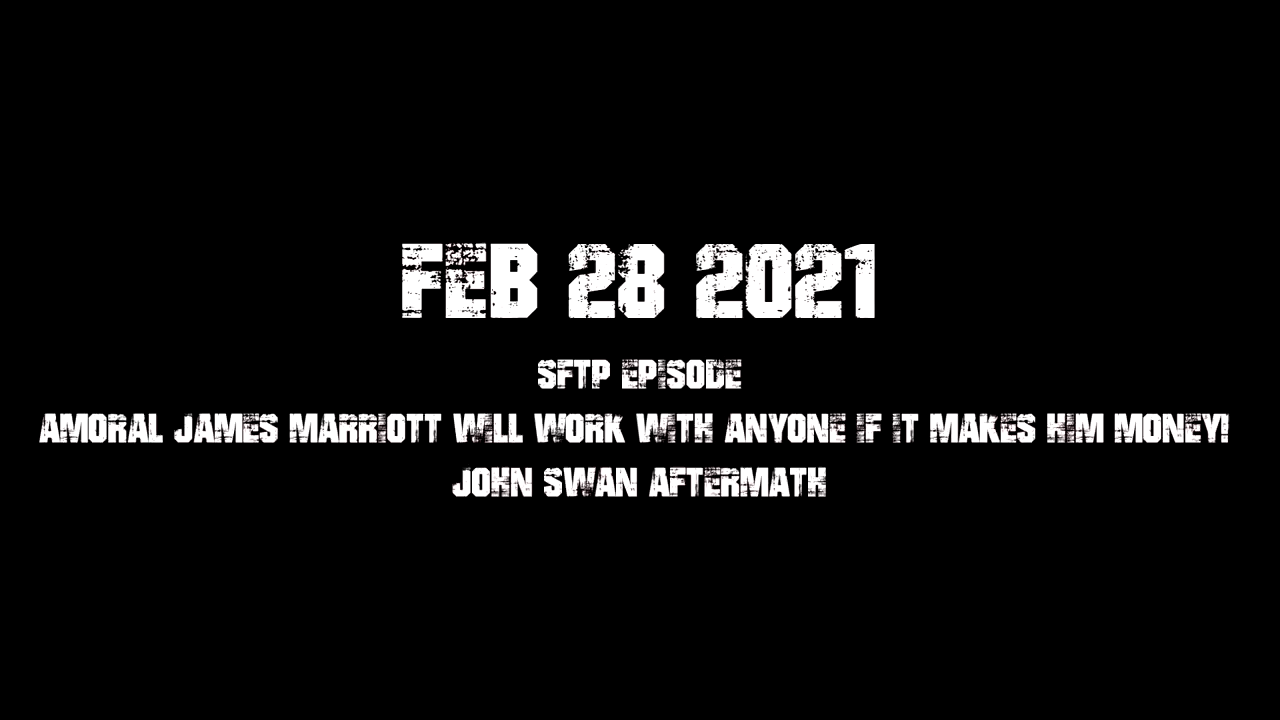 FEB 28 2021
SFTP EPISODE
AMORAL JAMES MARRIOTT WILL WORK WITH ANYONE IF IT MAKES HIM MONEY!
JOHN SWAN AFTERMATH